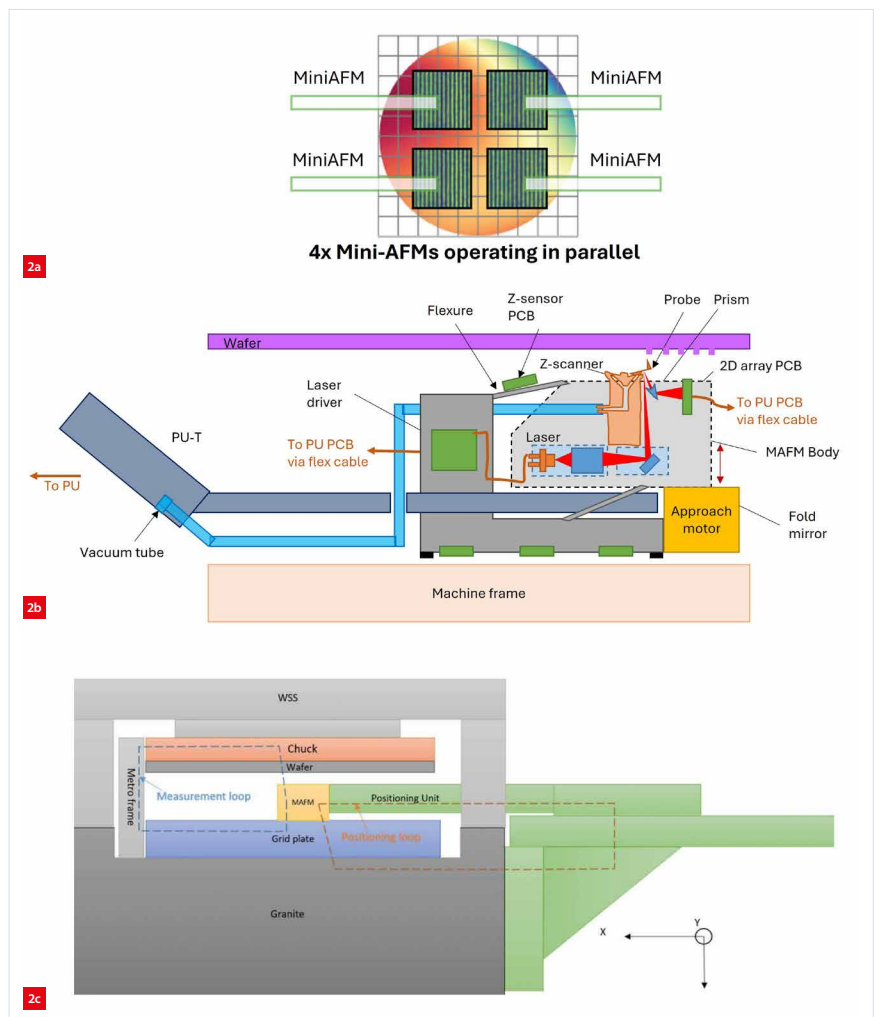 MiniAFM
MiniAFM
MiniAFM
MiniAFM
4x Mini-AFMs operating in parallel
2a
Flexure
Z-sensor
PCB
Probe
Prism
Wafer
Z-scanner
2D array PCB
Laser
driver
To PU PCB
via flex cable
PU-T
To PU PCB
via flex cable
Laser
MAFM Body
To PU
Approach
motor
Fold
mirror
Vacuum tube
Machine frame
2b
WSS
Chuck
Wafer
Metro frame
Measurement loop
MAFM
Positioning Unit
Positioning loop
Grid plate
Granite
Y
X
2c